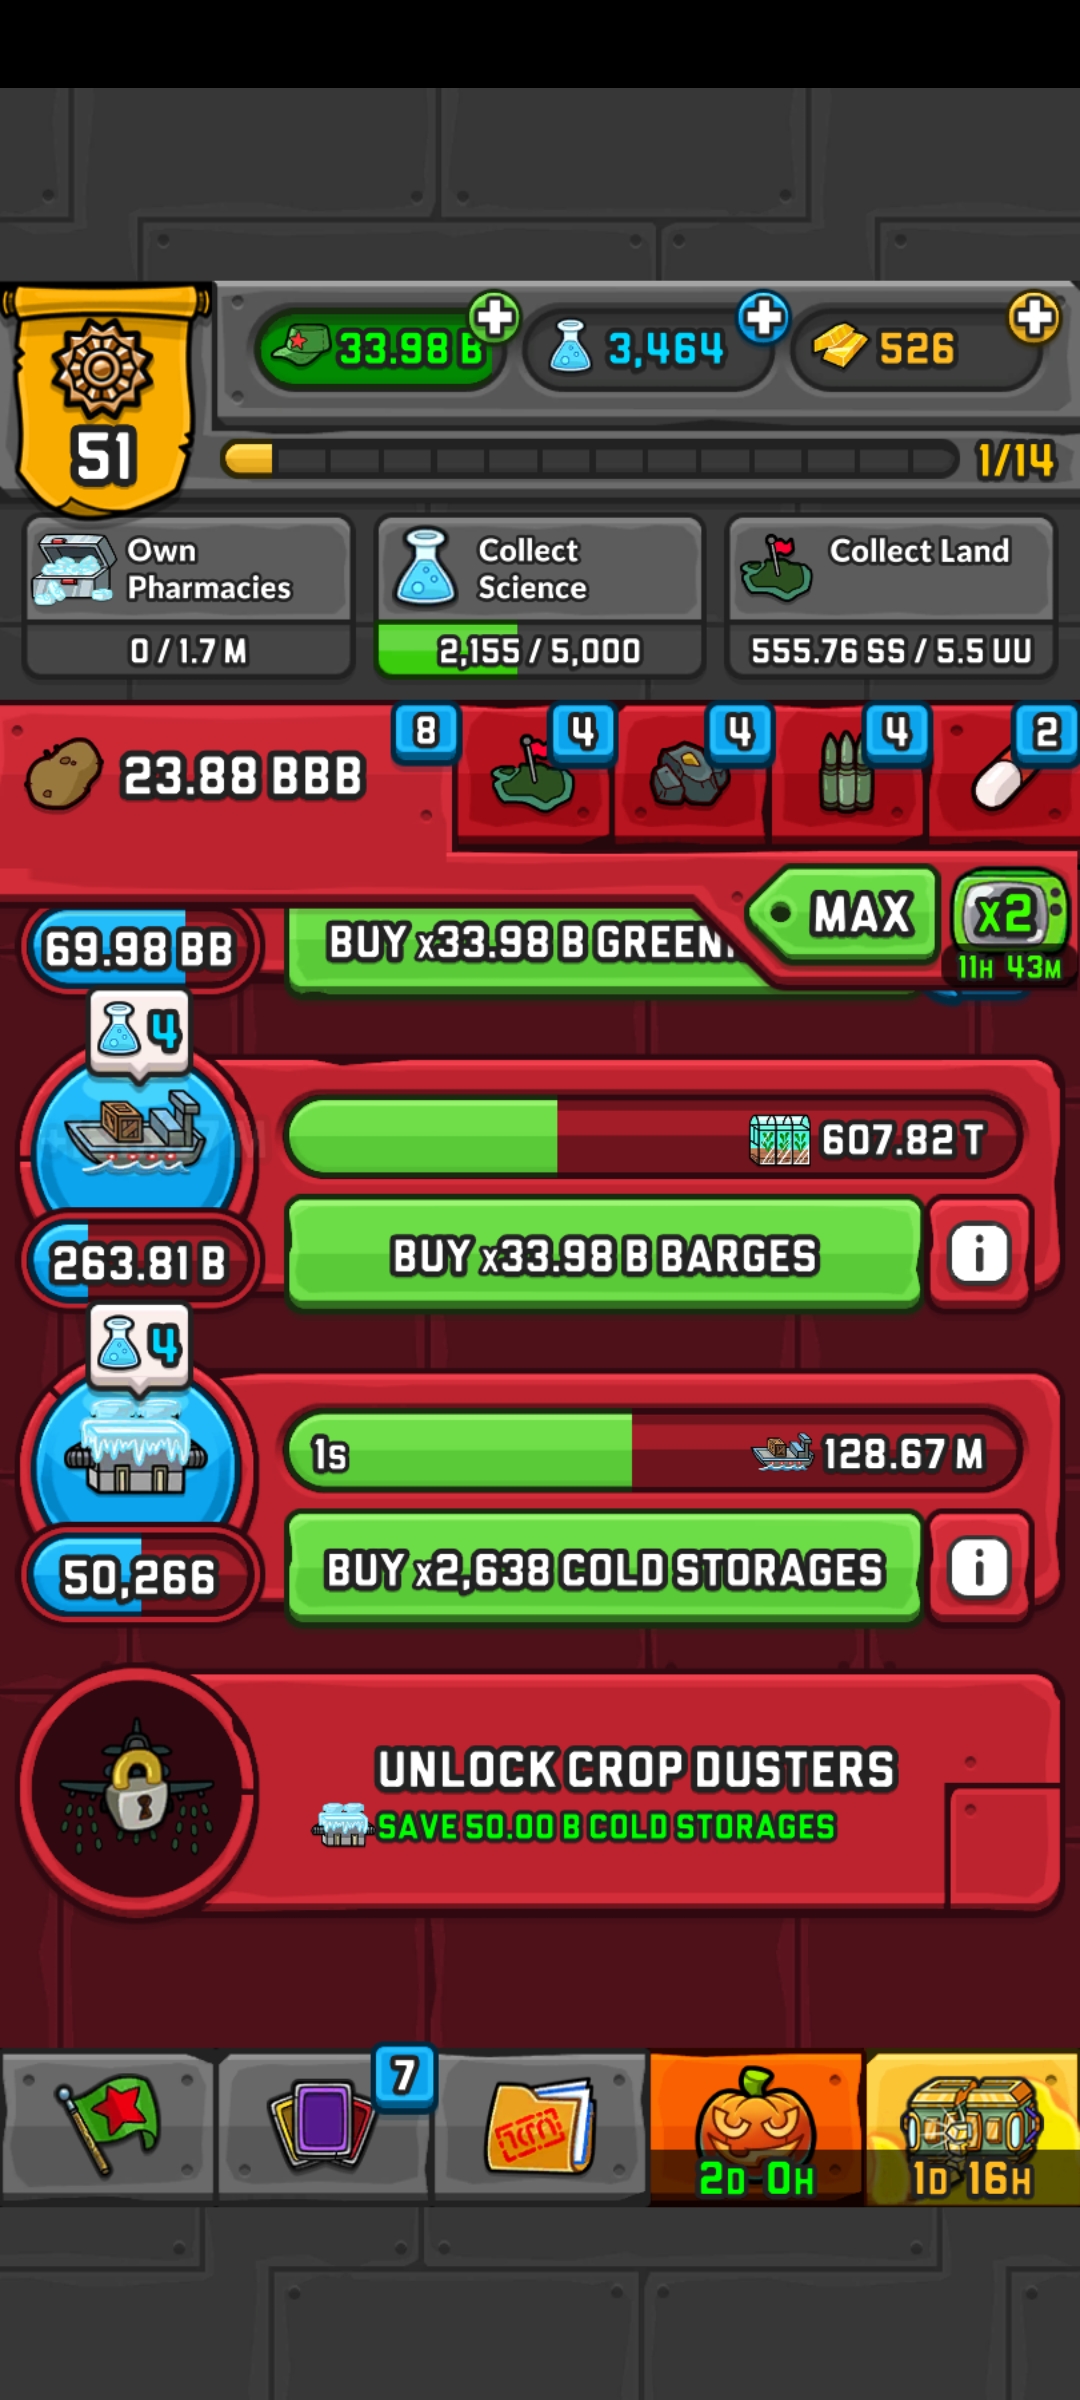 33.98 B
3,464
526
51
1/14
Own
Pharmacies
0 / 1.7 M
Collect
Science
2,155 / 5,000
Collect Land
555.76 SS / 5.5 UU
23.88 BBB
8
4
4
4
2
MAX
x2
11H 43M
69.98 BB
BUY x33.98 B GREEN
4
607.82 T
263.81 B
BUY x33.98 B BARGES
i
4
1s
128.67 M
50,266
BUY x2,638 COLD STORAGES
i
UNLOCK CROP DUSTERS
SAVE 50.00 B COLD STORAGES
7
2D 0H
1D 16H